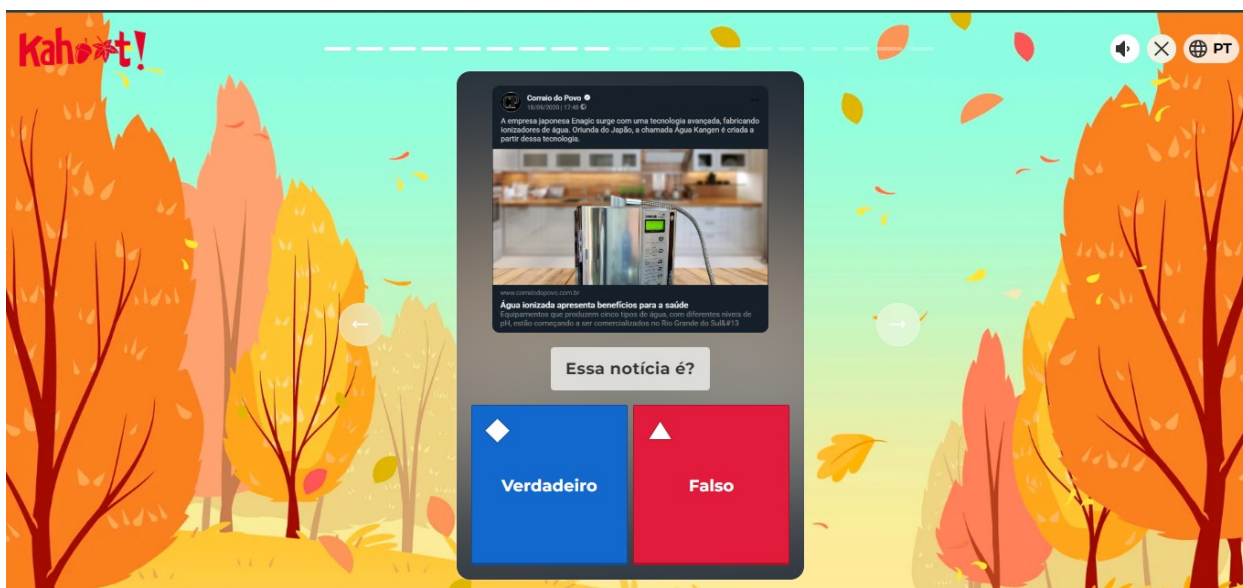 Kahoot!
PT
Correio do Povo
18/09/2020 | 17:45
A empresa japonesa Enagic surge com uma tecnologia avançada, fabricando
ionizadores de água. Oriunda do Japão, a chamada Água Kangen é criada a
partir dessa tecnologia.
www.correiodopovo.com.br
Água ionizada apresenta benefícios para a saúde
Equipamentos que produzem cinco tipos de água, com diferentes níveis de
pH, estão começando a ser comercializados no Rio Grande do Sul&#13
Essa notícia é?
Verdadeiro
Falso